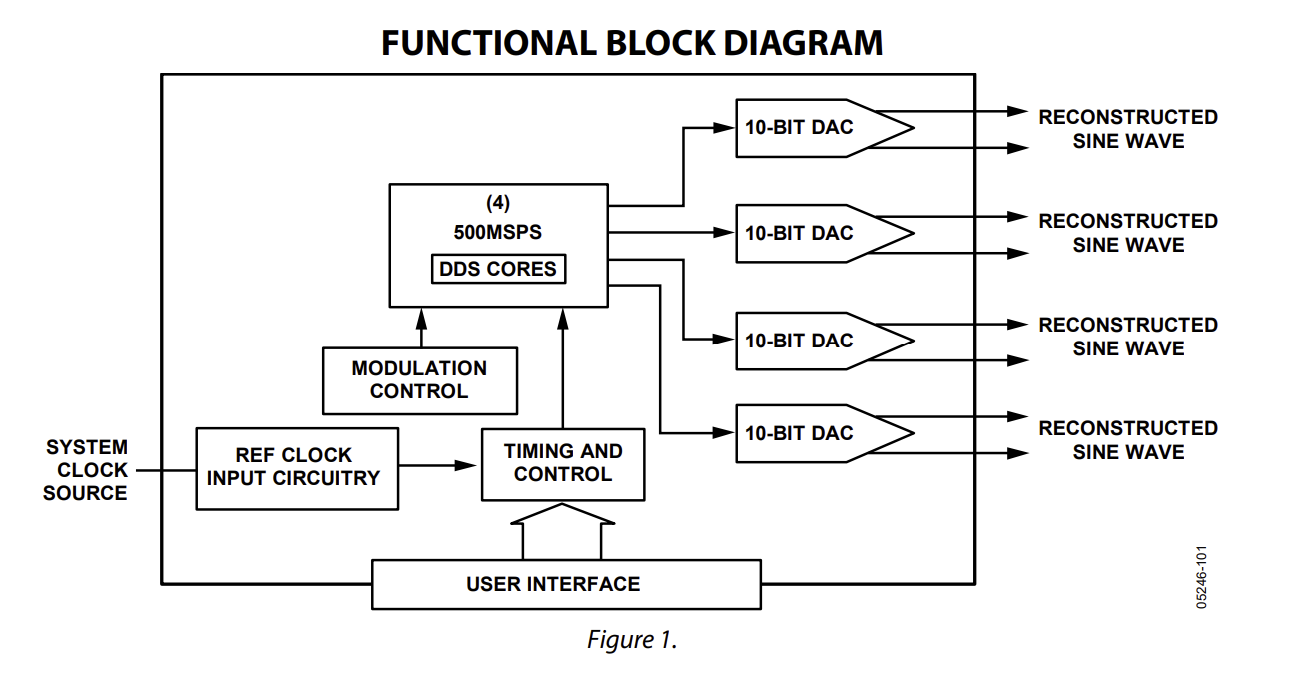 FUNCTIONAL BLOCK DIAGRAM
10-BIT DAC
RECONSTRUCTED
SINE WAVE
(4)
500MSPS
DDS CORES
10-BIT DAC
RECONSTRUCTED
SINE WAVE
10-BIT DAC
RECONSTRUCTED
SINE WAVE
MODULATION
CONTROL
10-BIT DAC
RECONSTRUCTED
SINE WAVE
SYSTEM
CLOCK
SOURCE
REF CLOCK
INPUT CIRCUITRY
TIMING AND
CONTROL
USER INTERFACE
05246-101
Figure 1.